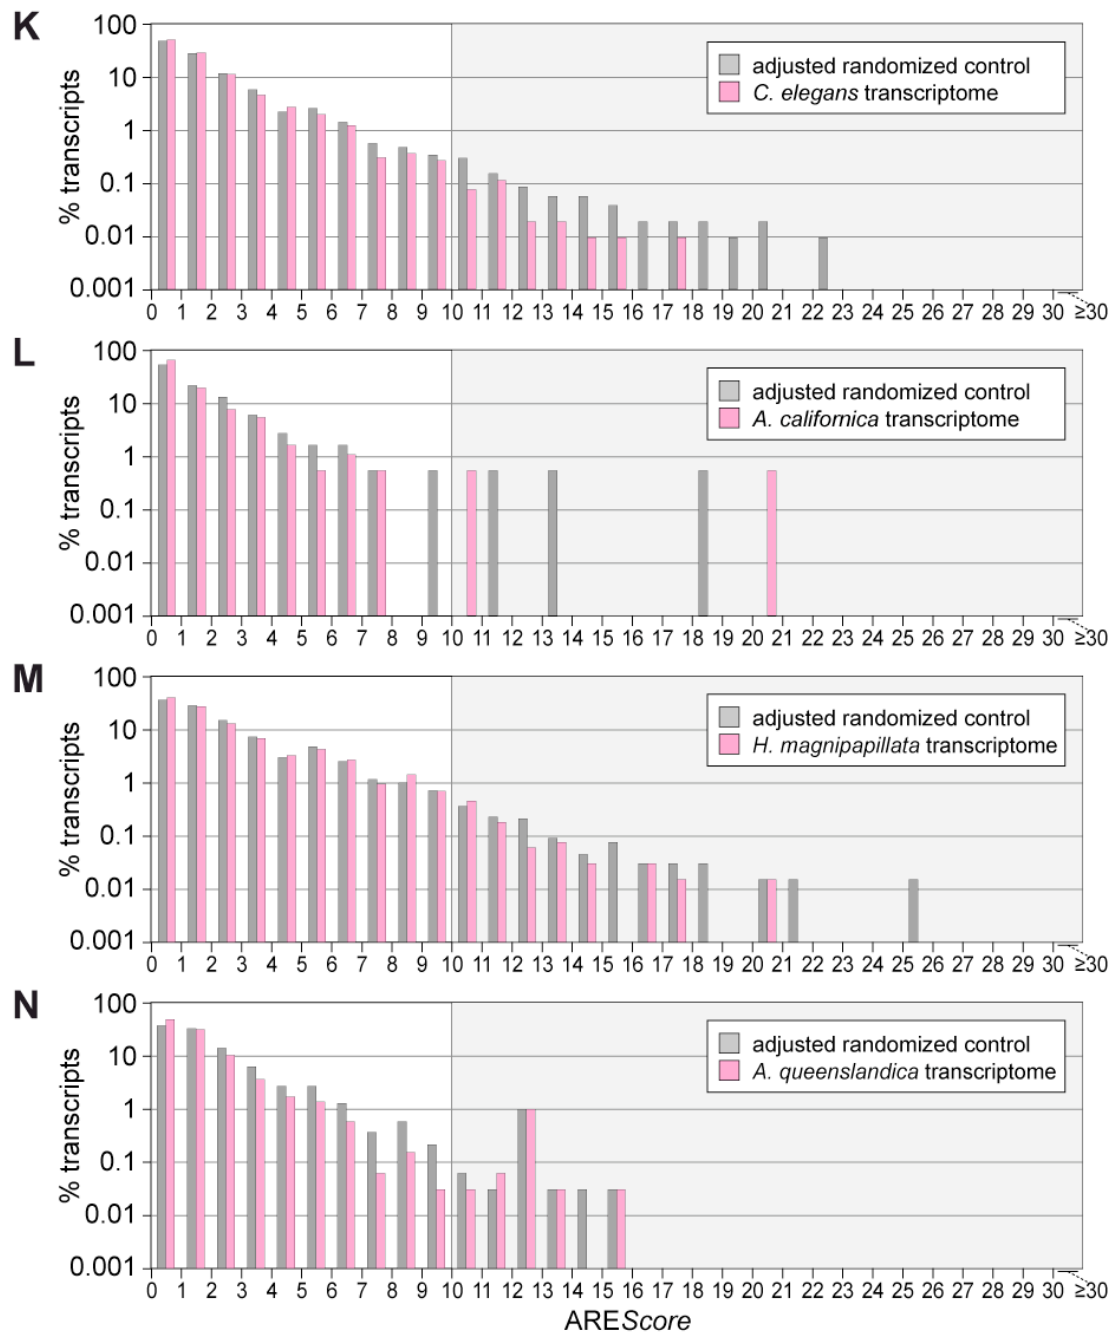 K
100
10
1
0.1
0.01
0.001
% transcripts
adjusted randomized control
C. elegans transcriptome
0 1 2 3 4 5 6 7 8 9 10 11 12 13 14 15 16 17 18 19 20 21 22 23 24 25 26 27 28 29 30 ≥30
L
100
10
1
0.1
0.01
0.001
% transcripts
adjusted randomized control
A. californica transcriptome
0 1 2 3 4 5 6 7 8 9 10 11 12 13 14 15 16 17 18 19 20 21 22 23 24 25 26 27 28 29 30 ≥30
M
100
10
1
0.1
0.01
0.001
% transcripts
adjusted randomized control
H. magnipapillata transcriptome
0 1 2 3 4 5 6 7 8 9 10 11 12 13 14 15 16 17 18 19 20 21 22 23 24 25 26 27 28 29 30 ≥30
N
100
10
1
0.1
0.01
0.001
% transcripts
adjusted randomized control
A. queenslandica transcriptome
0 1 2 3 4 5 6 7 8 9 10 11 12 13 14 15 16 17 18 19 20 21 22 23 24 25 26 27 28 29 30 ≥30
AREScore